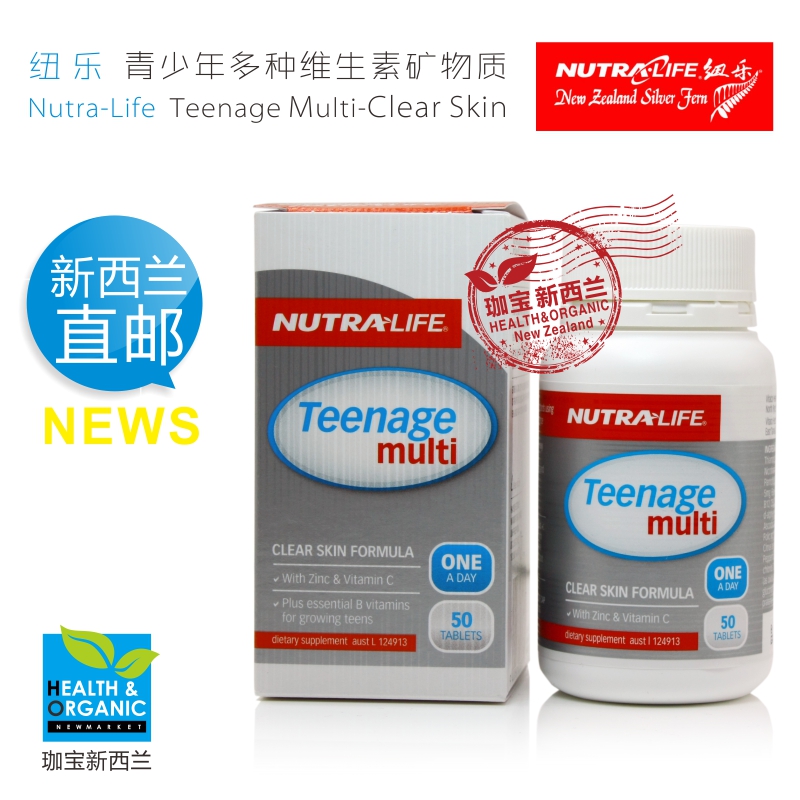 纽乐 青少年多种维生素矿物质
Nutra-Life Teenage Multi-Clear Skin
NUTRA-LIFE 纽乐
New Zealand Silver Fern
新西兰
直邮
NEWS
珈宝新西兰
HEALTH&ORGANIC
New Zealand
NUTRALIFE®
Teenage
multi
CLEAR SKIN FORMULA
✓ With Zinc & Vitamin C
✓ Plus essential B vitamins
for growing teens
ONE
A DAY
50
TABLETS
dietary supplement aust L 124913
NUTRALIFE®
Teenage
multi
CLEAR SKIN FORMULA
✓ With Zinc & Vitamin C
ONE
A DAY
50
TABLETS
dietary supplement aust l 124913
HEALTH &
ORGANIC
NEWMARKET
珈宝新西兰